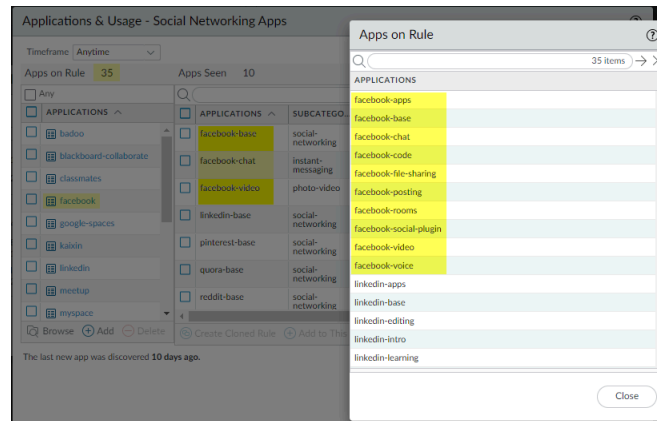 Applications & Usage - Social Networking Apps
Timeframe Anytime
Apps on Rule 35
Any
APPLICATIONS
badoo
blackboard-collaborate
classmates
facebook
google-spaces
kaixin
linkedin
meetup
myspace
Browse Add Delete
Apps Seen 10
APPLICATIONS SUBCATEGO...
facebook-base social-networking
facebook-chat instant-messaging
facebook-video photo-video
linkedin-base social-networking
pinterest-base social-networking
quora-base social-networking
reddit-base social-networking
Create Cloned Rule Add to This
The last new app was discovered 10 days ago.
Apps on Rule
35 items
APPLICATIONS
facebook-apps
facebook-base
facebook-chat
facebook-code
facebook-file-sharing
facebook-posting
facebook-rooms
facebook-social-plugin
facebook-video
facebook-voice
linkedin-apps
linkedin-base
linkedin-editing
linkedin-intro
linkedin-learning
Close